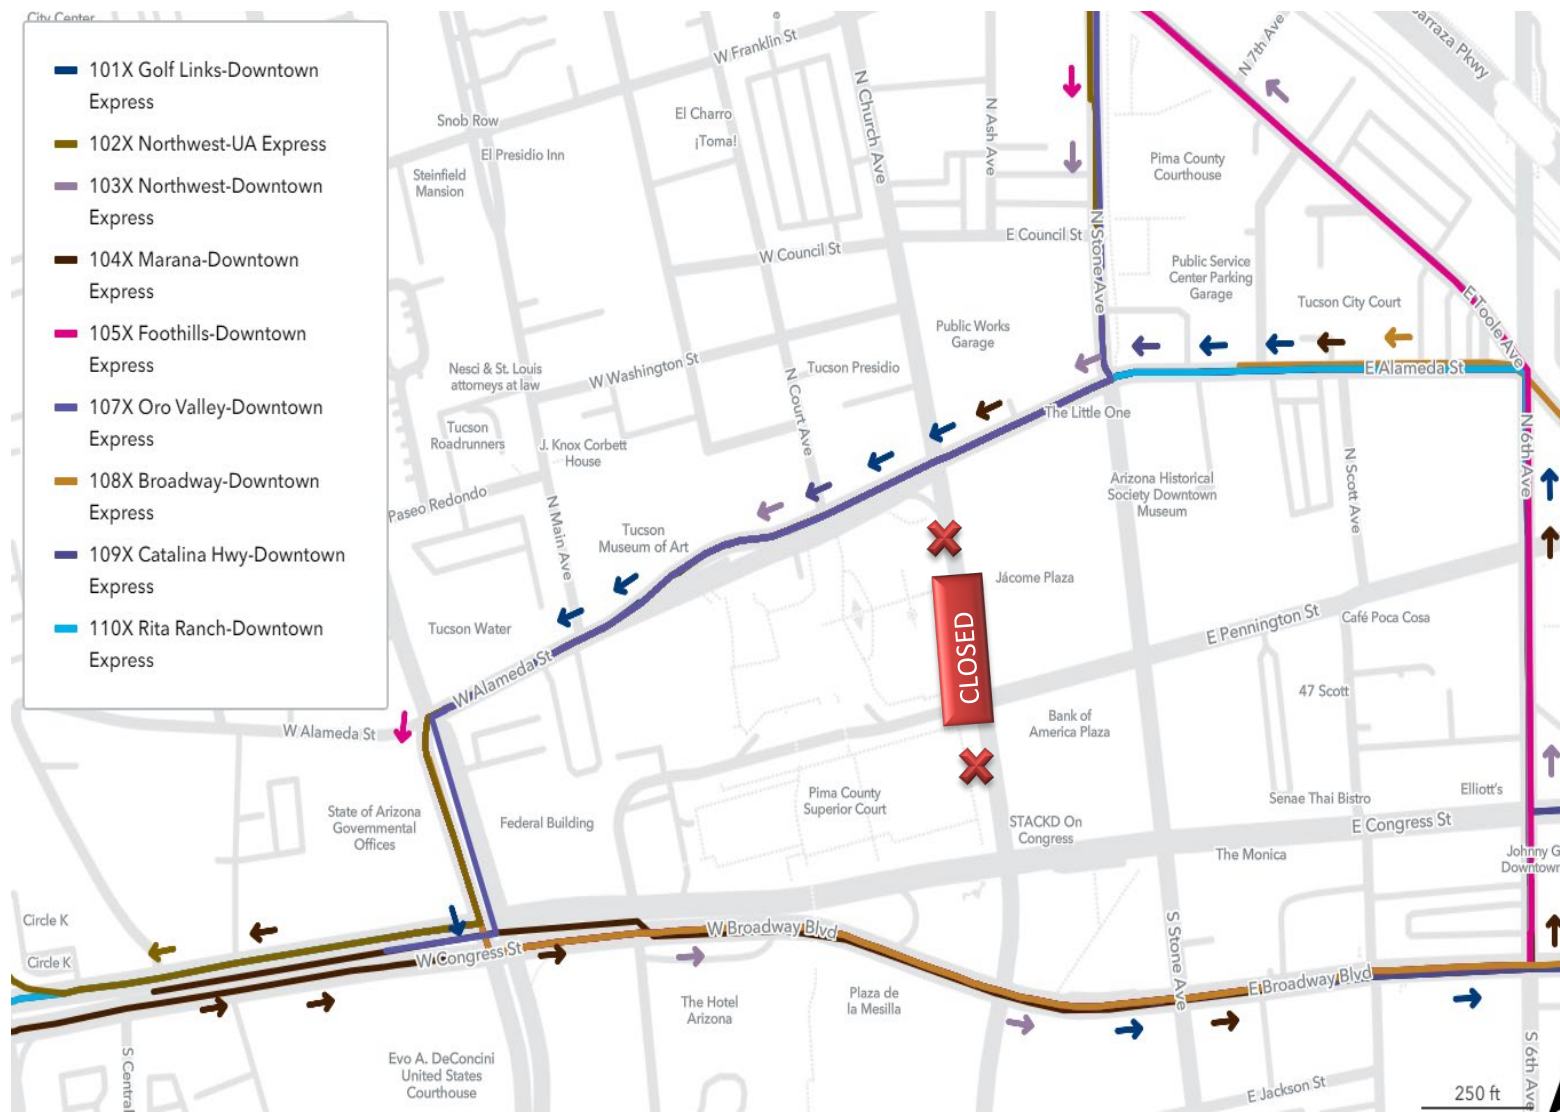 City Center
101X Golf Links-Downtown
Express
102X Northwest-UA Express
103X Northwest-Downtown
Express
104X Marana-Downtown
Express
105X Foothills-Downtown
Express
107X Oro Valley-Downtown
Express
108X Broadway-Downtown
Express
109X Catalina Hwy-Downtown
Express
110X Rita Ranch-Downtown
Express
W Franklin St
N Church Ave
N 7th Ave
Barraza Pkwy
Snob Row
El Charro
¡Toma!
N Ash Ave
El Presidio Inn
Steinfeld
Mansion
Pima County
Courthouse
W Council St
E Council St
N Stone Ave
Public Service
Center Parking
Garage
Tucson City Court
E Toole Ave
Public Works
Garage
Nesci & St. Louis
attorneys at law
W Washington St
Tucson Presidio
E Alameda St
N Court Ave
The Little One
Tucson
Roadrunners
J. Knox Corbett
House
N 6th Ave
Paseo Redondo
N Main Ave
Tucson
Museum of Art
Arizona Historical
Society Downtown
Museum
N Scott Ave
Jácome Plaza
CLOSED
Tucson Water
E Pennington St
Café Poca Cosa
W Alameda St
47 Scott
W Alameda St
Bank of
America Plaza
State of Arizona
Governmental
Offices
Federal Building
Pima County
Superior Court
STACKD On
Congress
Senae Thai Bistro
Elliott's
E Congress St
The Monica
Johnny G
Downtown
Circle K
Circle K
W Congress St
W Broadway Blvd
S Stone Ave
E Broadway Blvd
The Hotel
Arizona
Plaza de
la Mesilla
S Central
Evo A. DeConcini
United States
Courthouse
E Jackson St
S 6th Ave
250 ft